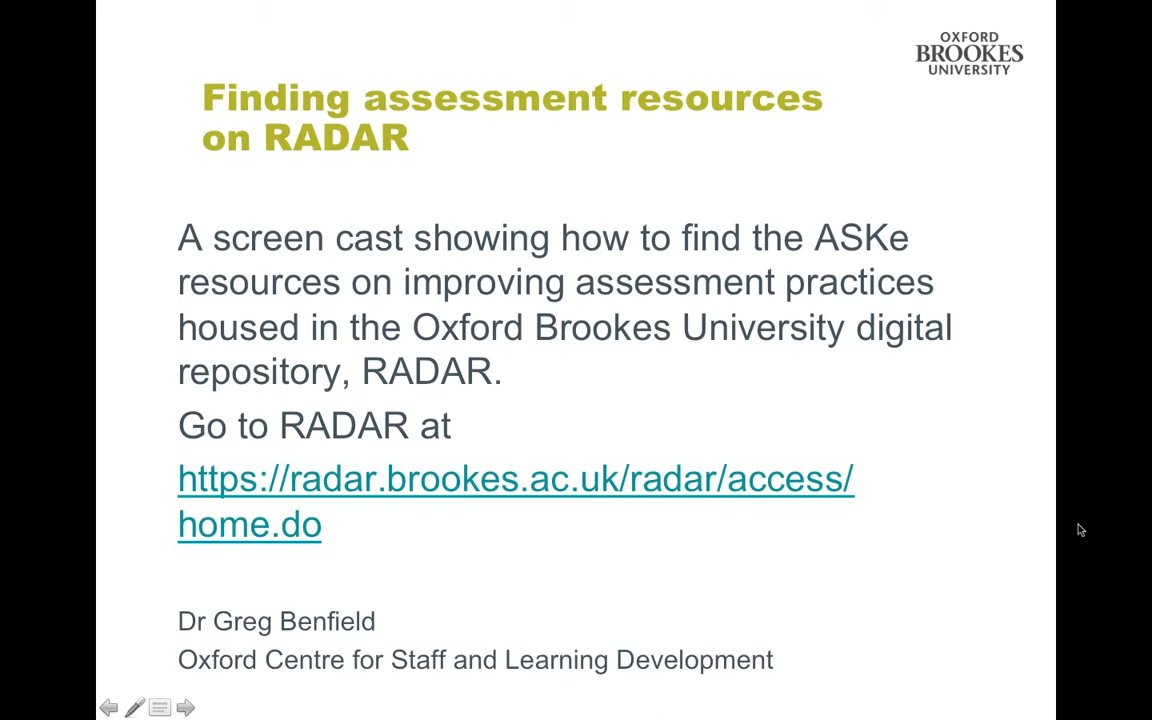 OXFORD
BROOKES
UNIVERSITY
Finding assessment resources
on RADAR
A screen cast showing how to find the ASKe
resources on improving assessment practices
housed in the Oxford Brookes University digital
repository, RADAR.
Go to RADAR at
https://radar.brookes.ac.uk/radar/access/
home.do
Dr Greg Benfield
Oxford Centre for Staff and Learning Development